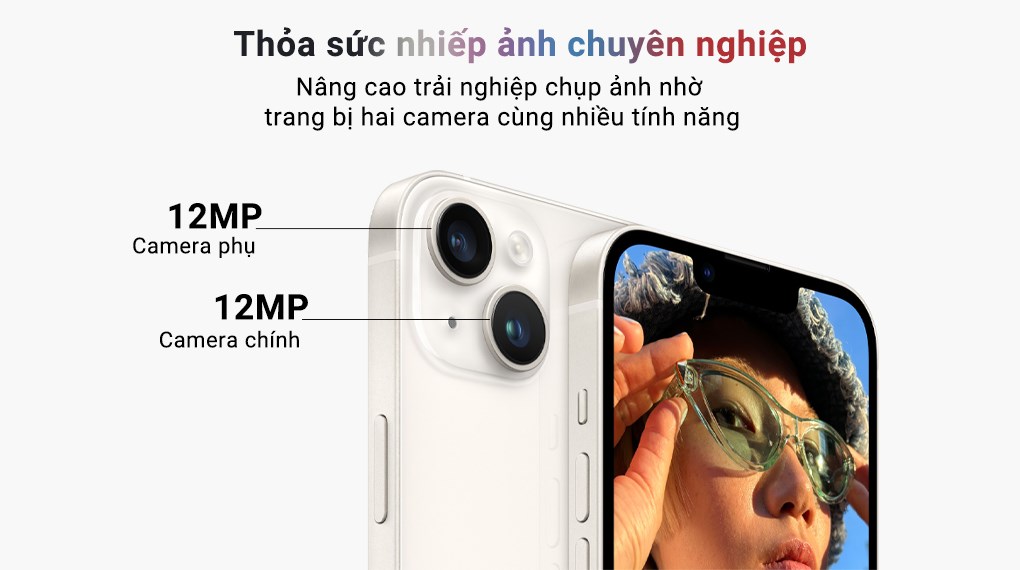 Thỏa sức nhiếp ảnh chuyên nghiệp
Nâng cao trải nghiệp chụp ảnh nhờ
trang bị hai camera cùng nhiều tính năng
12MP
Camera phụ
12MP
Camera chính